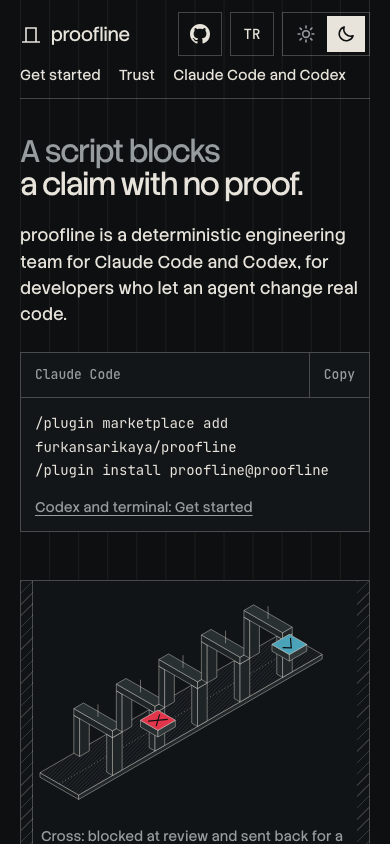 proofline
TR
Get started
Trust
Claude Code and Codex
A script blocks
a claim with no proof.
proofline is a deterministic engineering
team for Claude Code and Codex, for
developers who let an agent change real
code.
Claude Code
Copy
/plugin marketplace add
furkansarikaya/proofline
/plugin install proofline@proofline
Codex and terminal: Get started
Cross: blocked at review and sent back for a